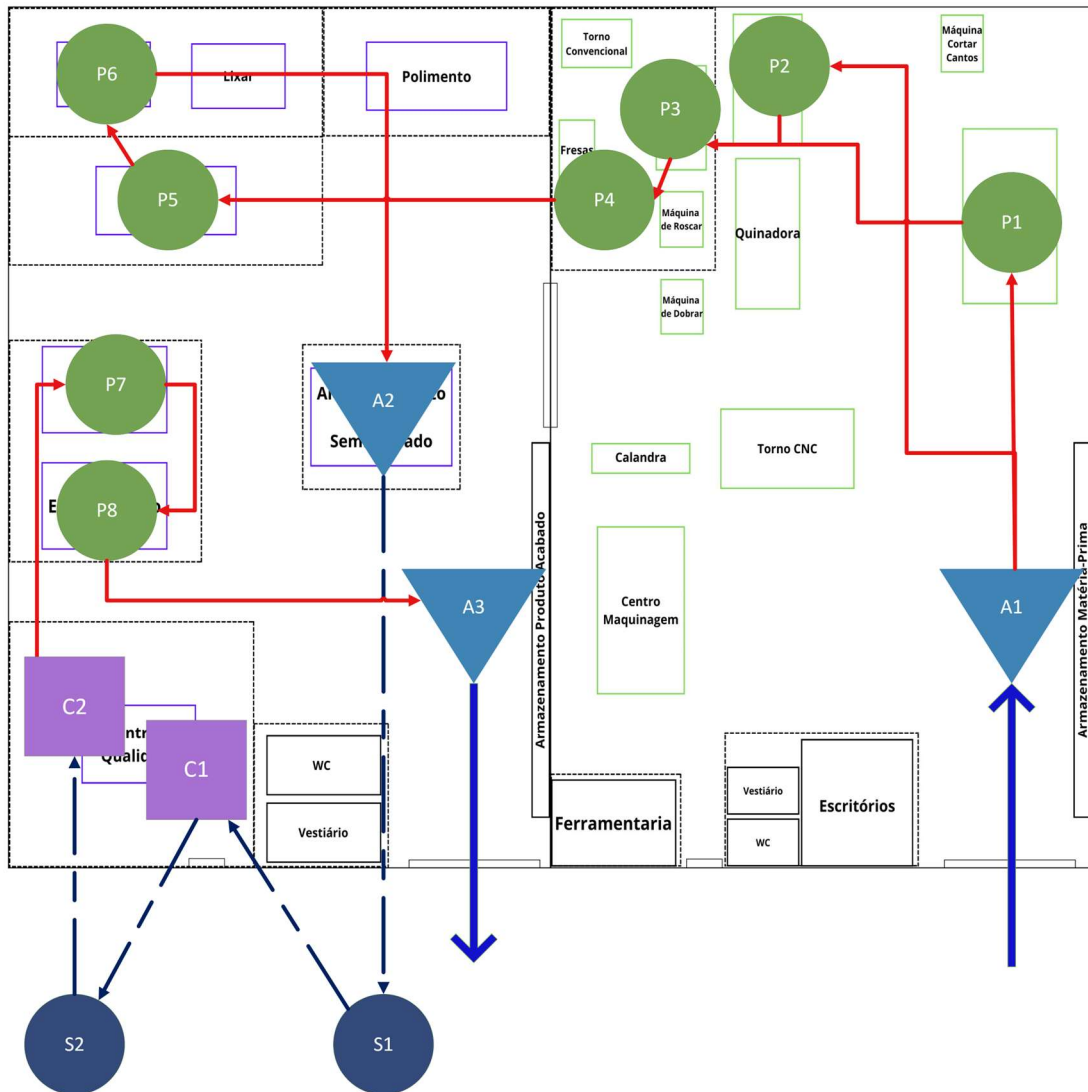 P6
Lixar
Polimento
Torno
Convencional
P2
Máquina
Cortar
Cantos
P3
Fresas
P5
P4
Máquina
de Roscar
Quinadora
P1
Máquina
de Dobrar
P7
A2
Calandra
Torno CNC
P8
Armazenamento Produto Acabado
Armazenamento Matéria-Prima
A3
Centro
Maquinagem
A1
C2
C1
WC
Vestiário
Ferramentaria
Vestiário
WC
Escritórios
S2
S1